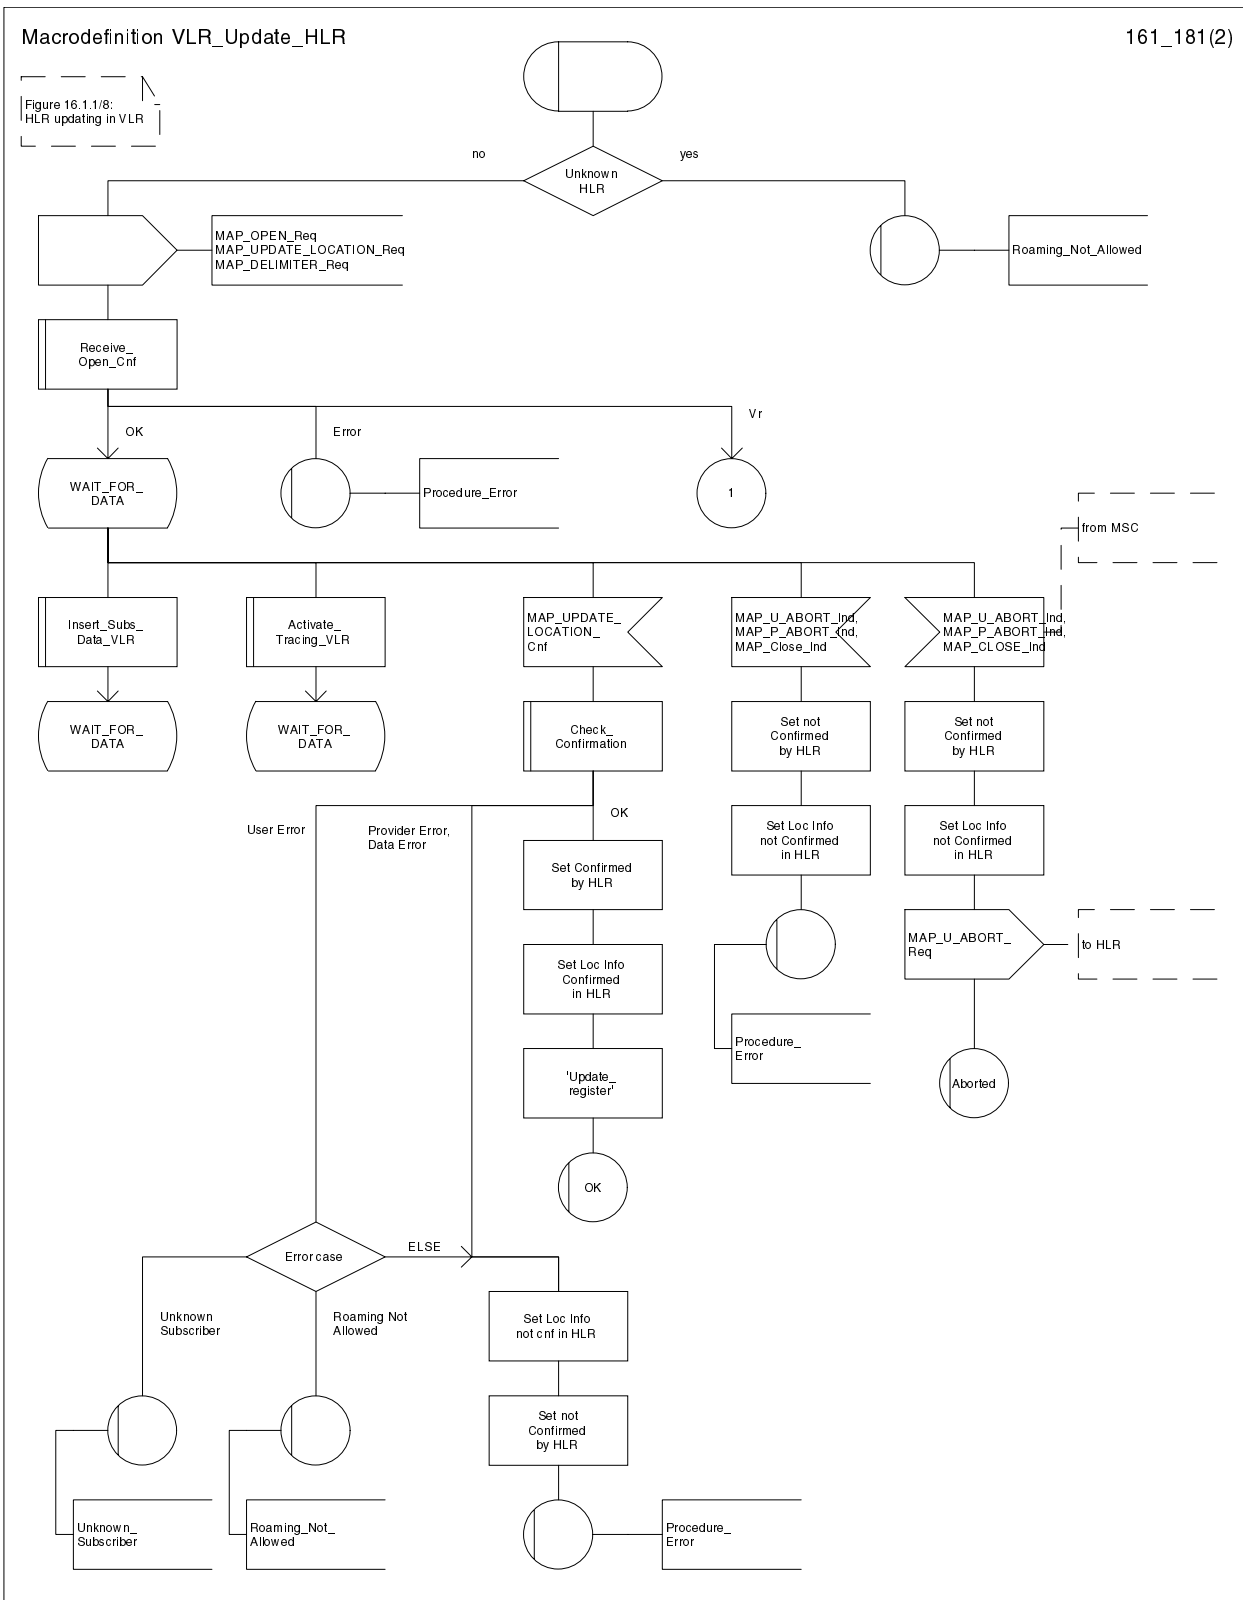 Macrodefinition VLR_Update_HLR
161_181(2)
Figure 16.1.1/8:
HLR updating in VLR
no
yes
Unknown
HLR
MAP_OPEN_Req
MAP_UPDATE_LOCATION_Req
MAP_DELIMITER_Req
Roaming_Not_Allowed
Receive_
Open_Cnf
OK
Error
Vr
WAIT_FOR_
DATA
Procedure_Error
1
from MSC
Insert_Subs_
Data_VLR
Activate_
Tracing_VLR
MAP_UPDATE_
LOCATION_
Cnf
MAP_U_ABORT_Ind,
MAP_P_ABORT_Ind,
MAP_Close_Ind
MAP_U_ABORT_Ind,
MAP_P_ABORT_Ind,
MAP_CLOSE_Ind
WAIT_FOR_
DATA
WAIT_FOR_
DATA
Check_
Confirmation
Set not
Confirmed
by HLR
Set not
Confirmed
by HLR
User Error
Provider Error,
Data Error
OK
Set Loc Info
not Confirmed
in HLR
Set Loc Info
not Confirmed
in HLR
Set Confirmed
by HLR
MAP_U_ABORT_
Req
to HLR
Set Loc Info
Confirmed
in HLR
Procedure_
Error
'Update_
register'
Aborted
OK
Error case
ELSE
Unknown
Subscriber
Roaming Not
Allowed
Set Loc Info
not cnf in HLR
Set not
Confirmed
by HLR
Unknown_
Subscriber
Roaming_Not_
Allowed
Procedure_
Error